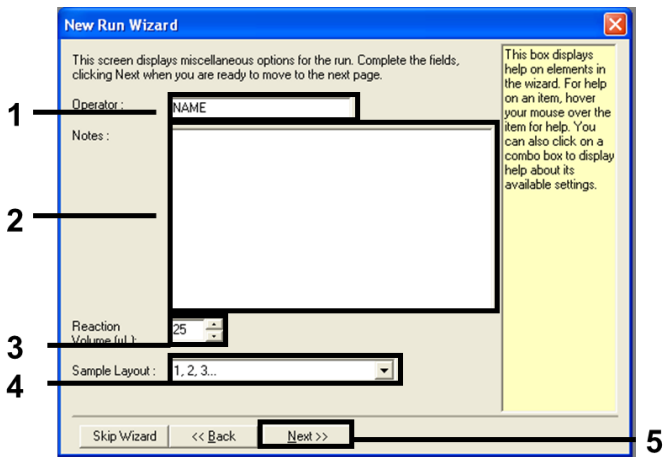 New Run Wizard
This screen displays miscellaneous options for the run. Complete the fields,
clicking Next when you are ready to move to the next page.
This box displays
help on elements in
the wizard. For help
on an item, hover
your mouse over the
item for help. You
can also click on a
combo box to display
help about its
available settings.
1
Operator :
NAME
Notes :
2
Reaction
Volume (µL):
25
3
Sample Layout :
1, 2, 3...
4
Skip Wizard
<< Back
Next >>
5